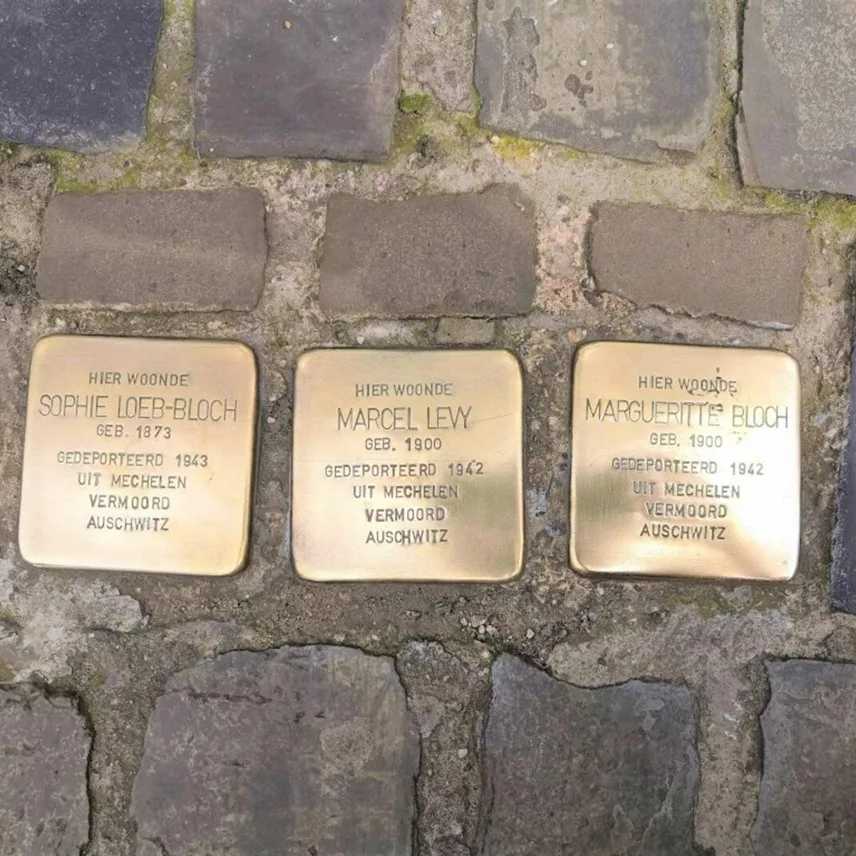 HIER WOONDE
SOPHIE LOEB-BLOCH
GEB. 1873
GEDEPORTEERD 1943
UIT MECHELEN
VERMOORD
AUSCHWITZ
HIER WOONDE
MARCEL LEVY
GEB. 1900
GEDEPORTEERD 1942
UIT MECHELEN
VERMOORD
AUSCHWITZ
HIER WOONDE
MARGUERITTE BLOCH
GEB. 1900
GEDEPORTEERD 1942
UIT MECHELEN
VERMOORD
AUSCHWITZ